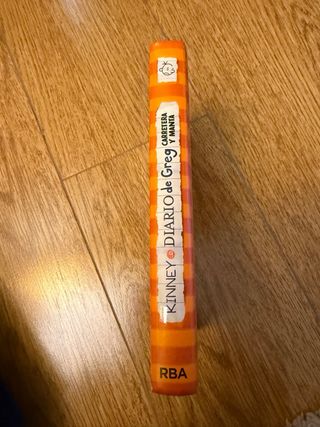 KINNEY DIARIO de Greg
CARRETERA
Y MANTA
RBA